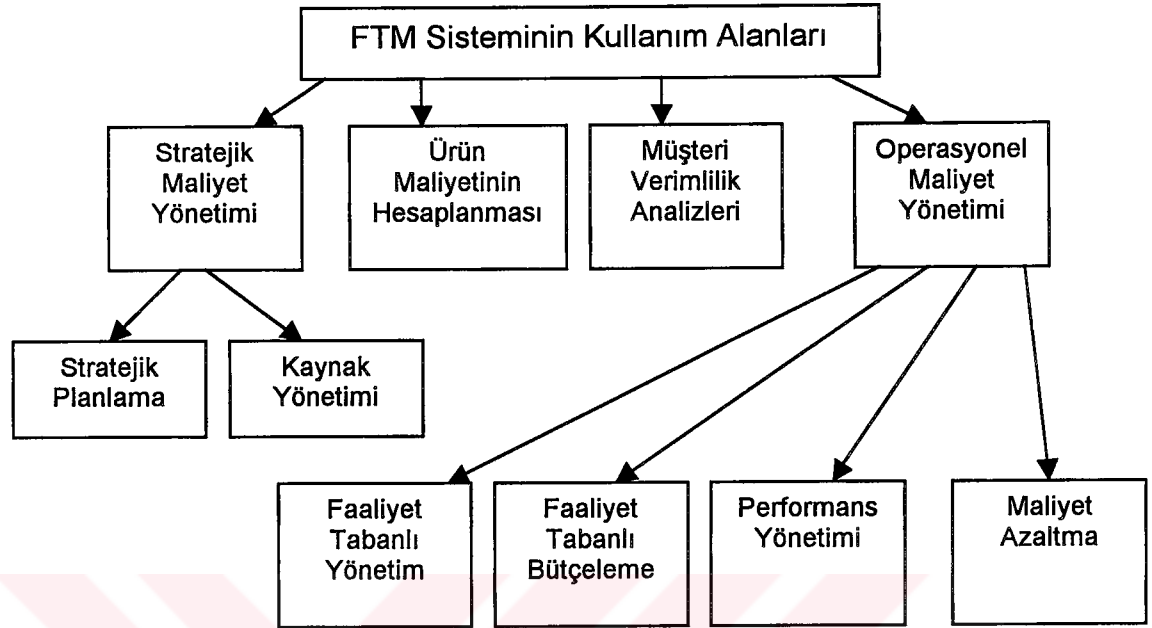 FTM Sisteminin Kullanım Alanları
Stratejik
Maliyet
Yönetimi
Ürün
Maliyetinin
Hesaplanması
Müşteri
Verimlilik
Analizleri
Operasyonel
Maliyet
Yönetimi
Stratejik
Planlama
Kaynak
Yönetimi
Faaliyet
Tabanlı
Yönetim
Faaliyet
Tabanlı
Bütçeleme
Performans
Yönetimi
Maliyet
Azaltma